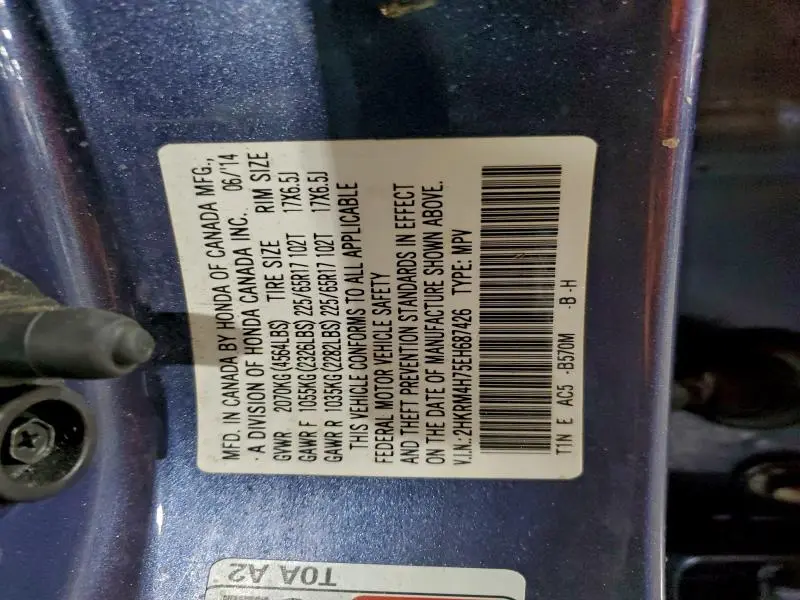 MFD. IN CANADA BY HONDA OF CANADA MFG.,
· A DIVISION OF HONDA CANADA INC. 06/'14
GVWR 2070KG(4564LBS) TIRE SIZE RIM SIZE
GAWR F 1055KG(2326LBS)225/65R17 102T 17X6.5J
GAWR R 1035KG(2282LBS)225/65R17 102T 17X6.5J
THIS VEHICLE CONFORMS TO ALL APPLICABLE
FEDERAL MOTOR VEHICLE SAFETY
AND THEFT PREVENTION STANDARDS IN EFFECT
ON THE DATE OF MANUFACTURE SHOWN ABOVE.
V.I.N.:2HKRM4H75EH687426 TYPE: MPV
T1N E AC5 -B570M -B -H
T0A A2